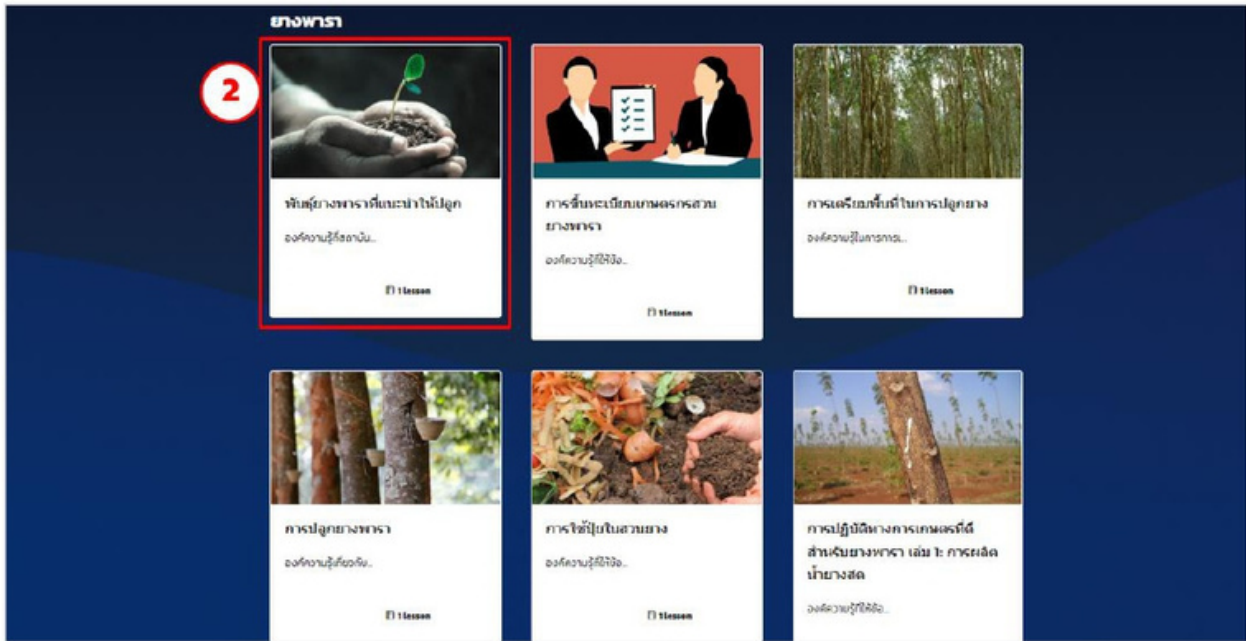 ยางพารา
2
พันธุ์ยางพาราที่แนะนำให้ปลูก
องค์ความรู้ที่สถาบัน...
1 lesson
การขึ้นทะเบียนเกษตรกรสวน
ยางพารา
องค์ความรู้ที่ให้ข้อ...
1 lesson
การเตรียมพื้นที่ในการปลูกยาง
องค์ความรู้ในการการเ...
1 lesson
การปลูกยางพารา
องค์ความรู้เกี่ยวกับ...
1 lesson
การใช้ปุ๋ยในสวนยาง
องค์ความรู้ที่ให้ข้อ...
1 lesson
การปฏิบัติทางการเกษตรที่ดี
สำหรับยางพารา เล่ม 1: การผลิต
น้ำยางสด
องค์ความรู้ที่ให้ข้อ...